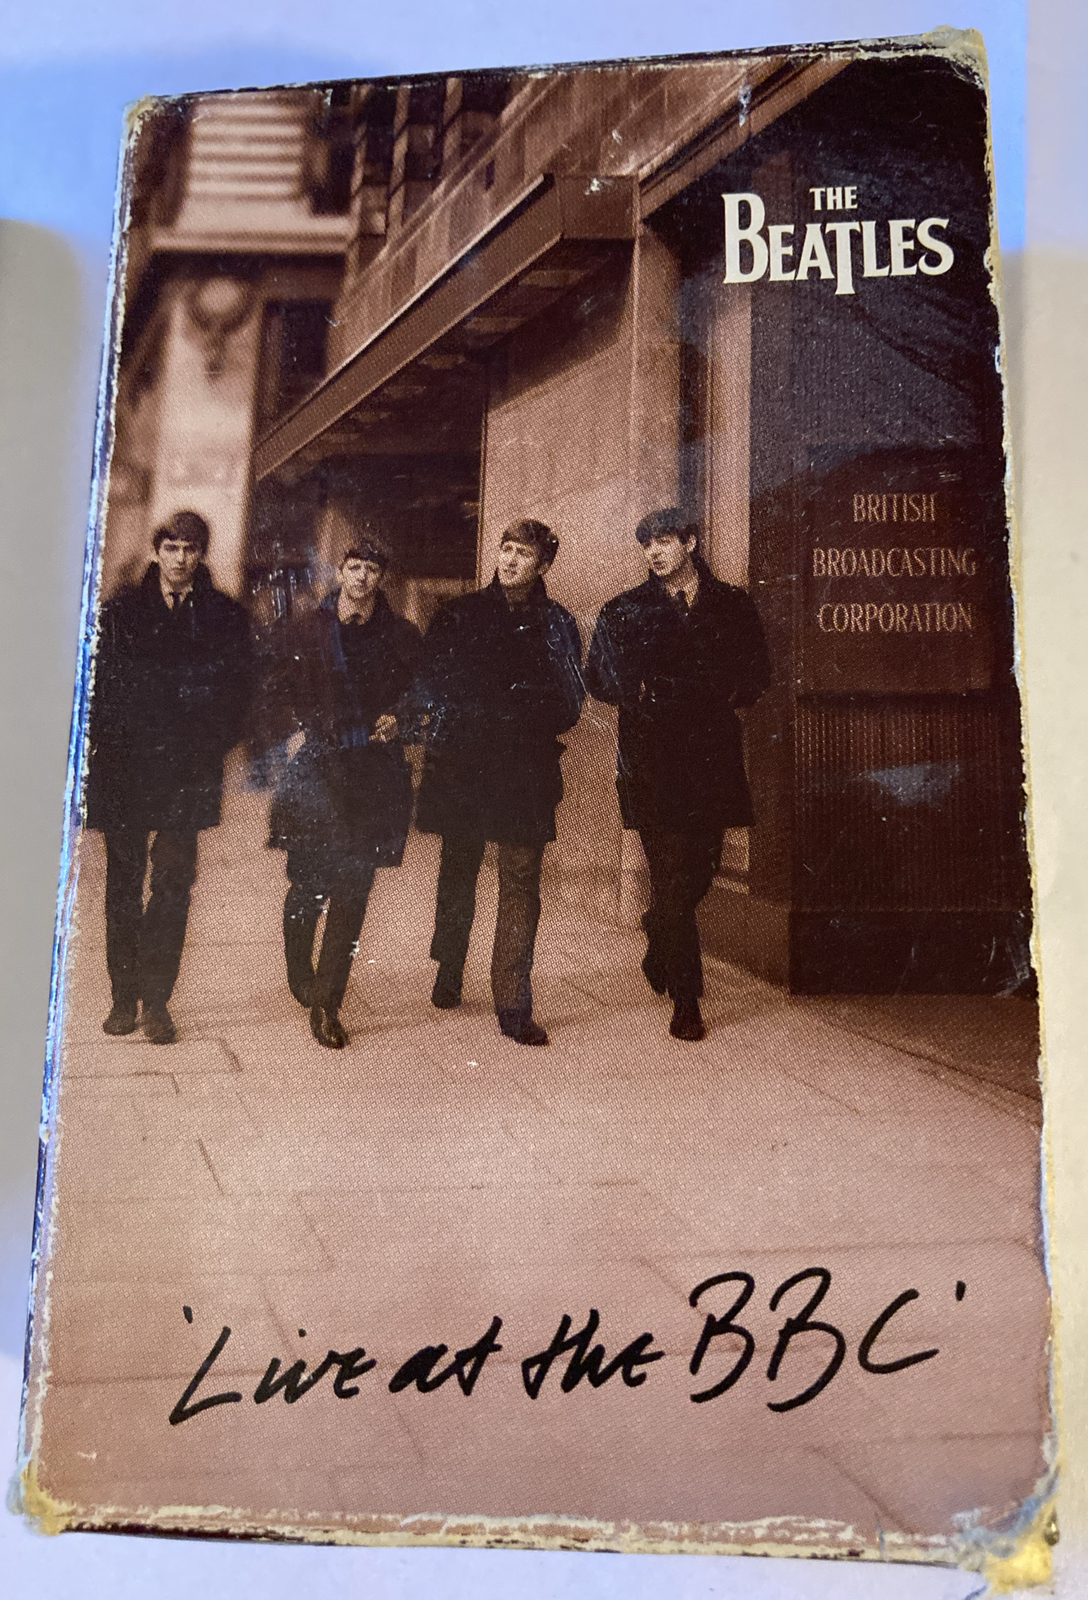 THE
BEATLES
BRITISH
BROADCASTING
CORPORATION
'Live at the BBC'